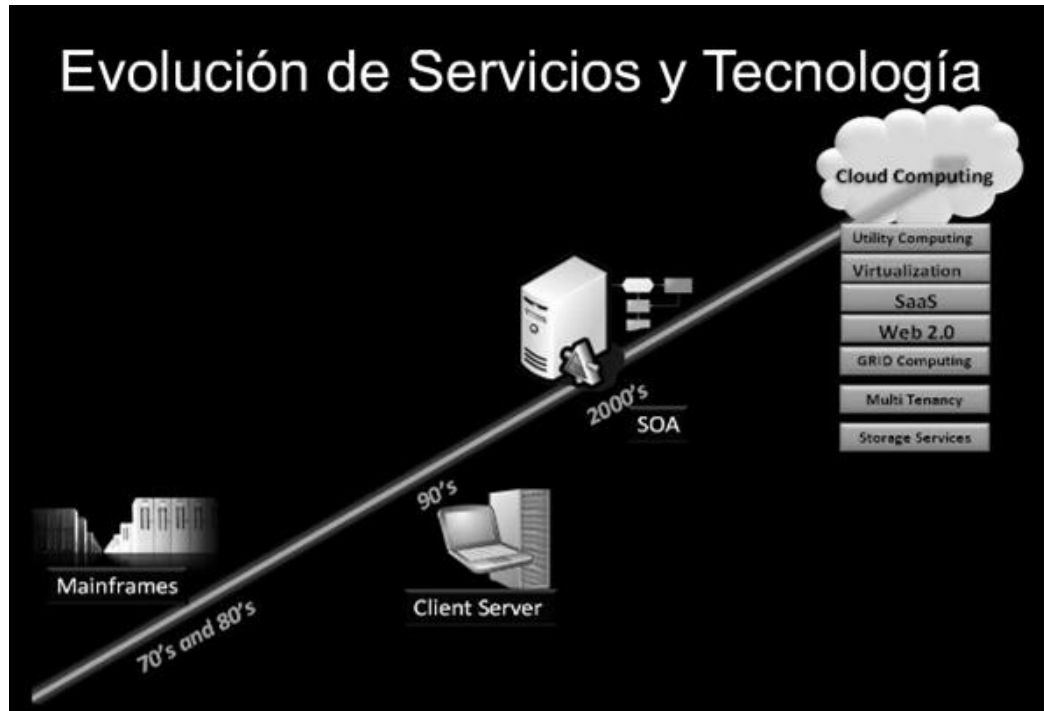 Evolución de Servicios y Tecnología
Cloud Computing
Utility Computing
Virtualization
SaaS
Web 2.0
GRID Computing
Multi Tenancy
Storage Services
2000's
SOA
90's
Client Server
Mainframes
70's and 80's